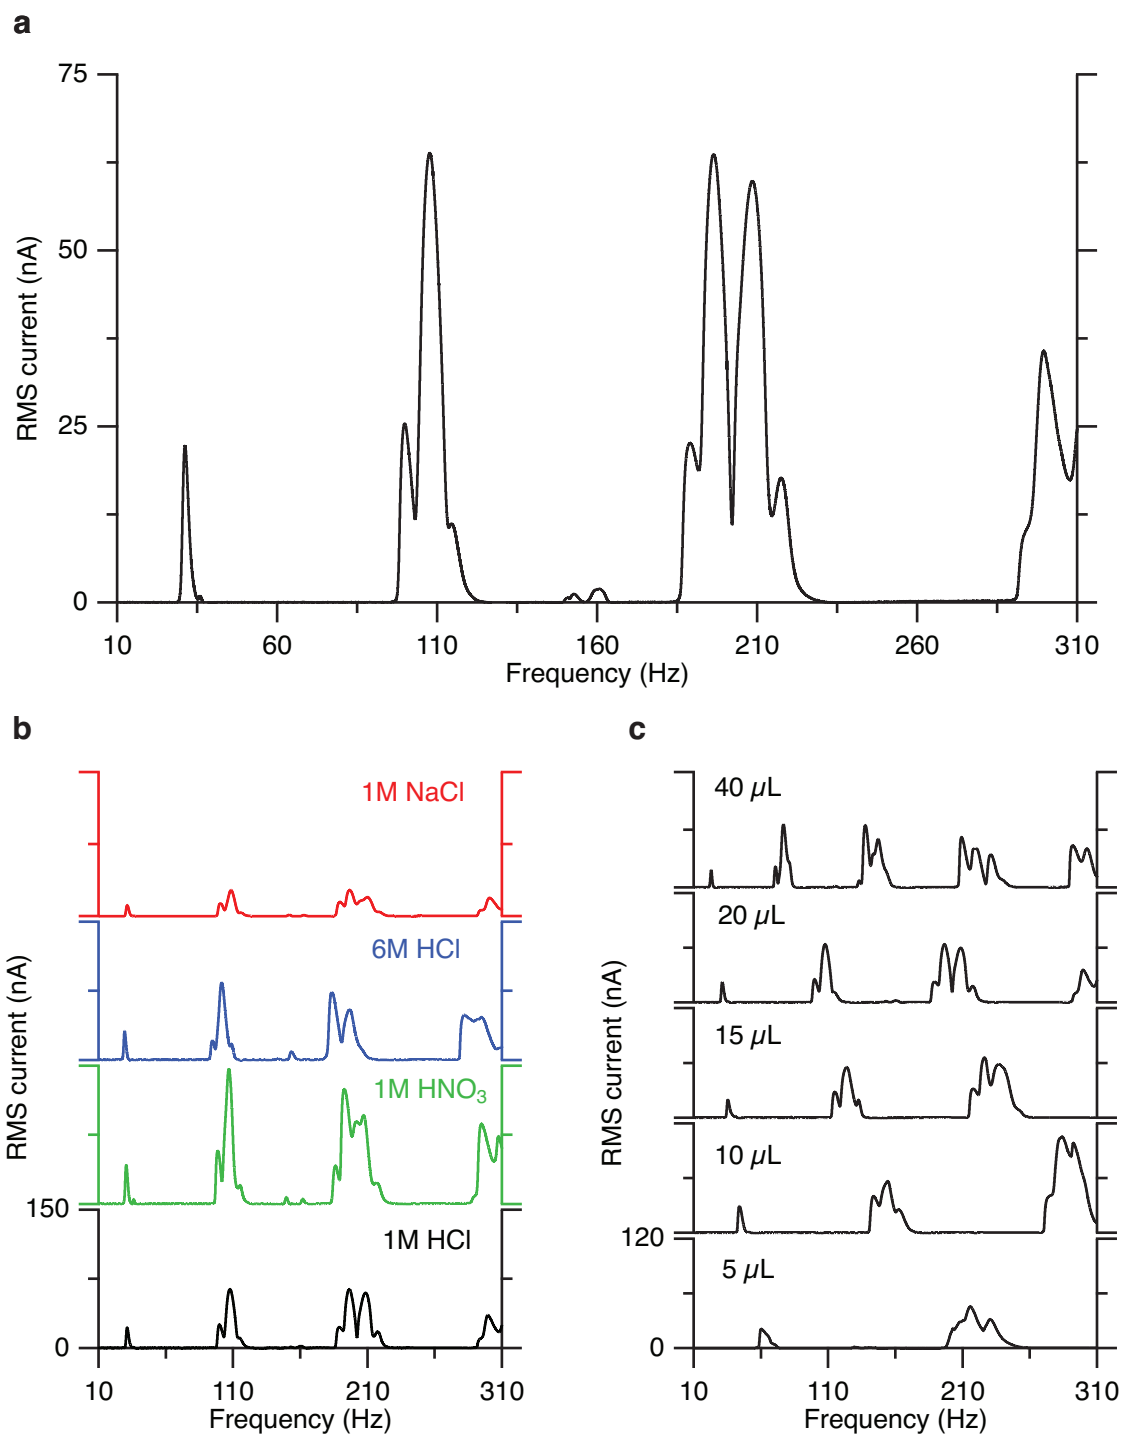 a
75
50
25
0
RMS current (nA)
10 60 110 160 210 260 310
Frequency (Hz)
b
1M NaCl
6M HCl
1M HNO₃
150
1M HCl
0
RMS current (nA)
10 110 210 310
Frequency (Hz)
c
40 µL
20 µL
15 µL
10 µL
120
5 µL
0
RMS current (nA)
10 110 210 310
Frequency (Hz)